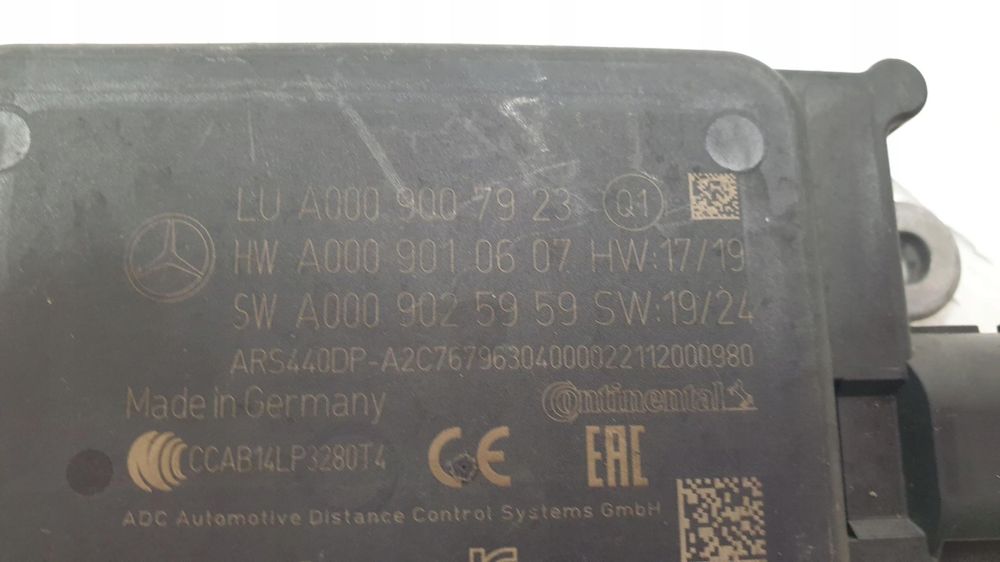 LU A000 900 79 23 Q1
HW A000 901 06 07 HW:17/19
SW A000 902 59 59 SW:19/24
ARS440DP-A2C7679630400022112000980
Made in Germany Continental
CCAB14LP3280T4 CE EAC
ADC Automotive Distance Control Systems GmbH